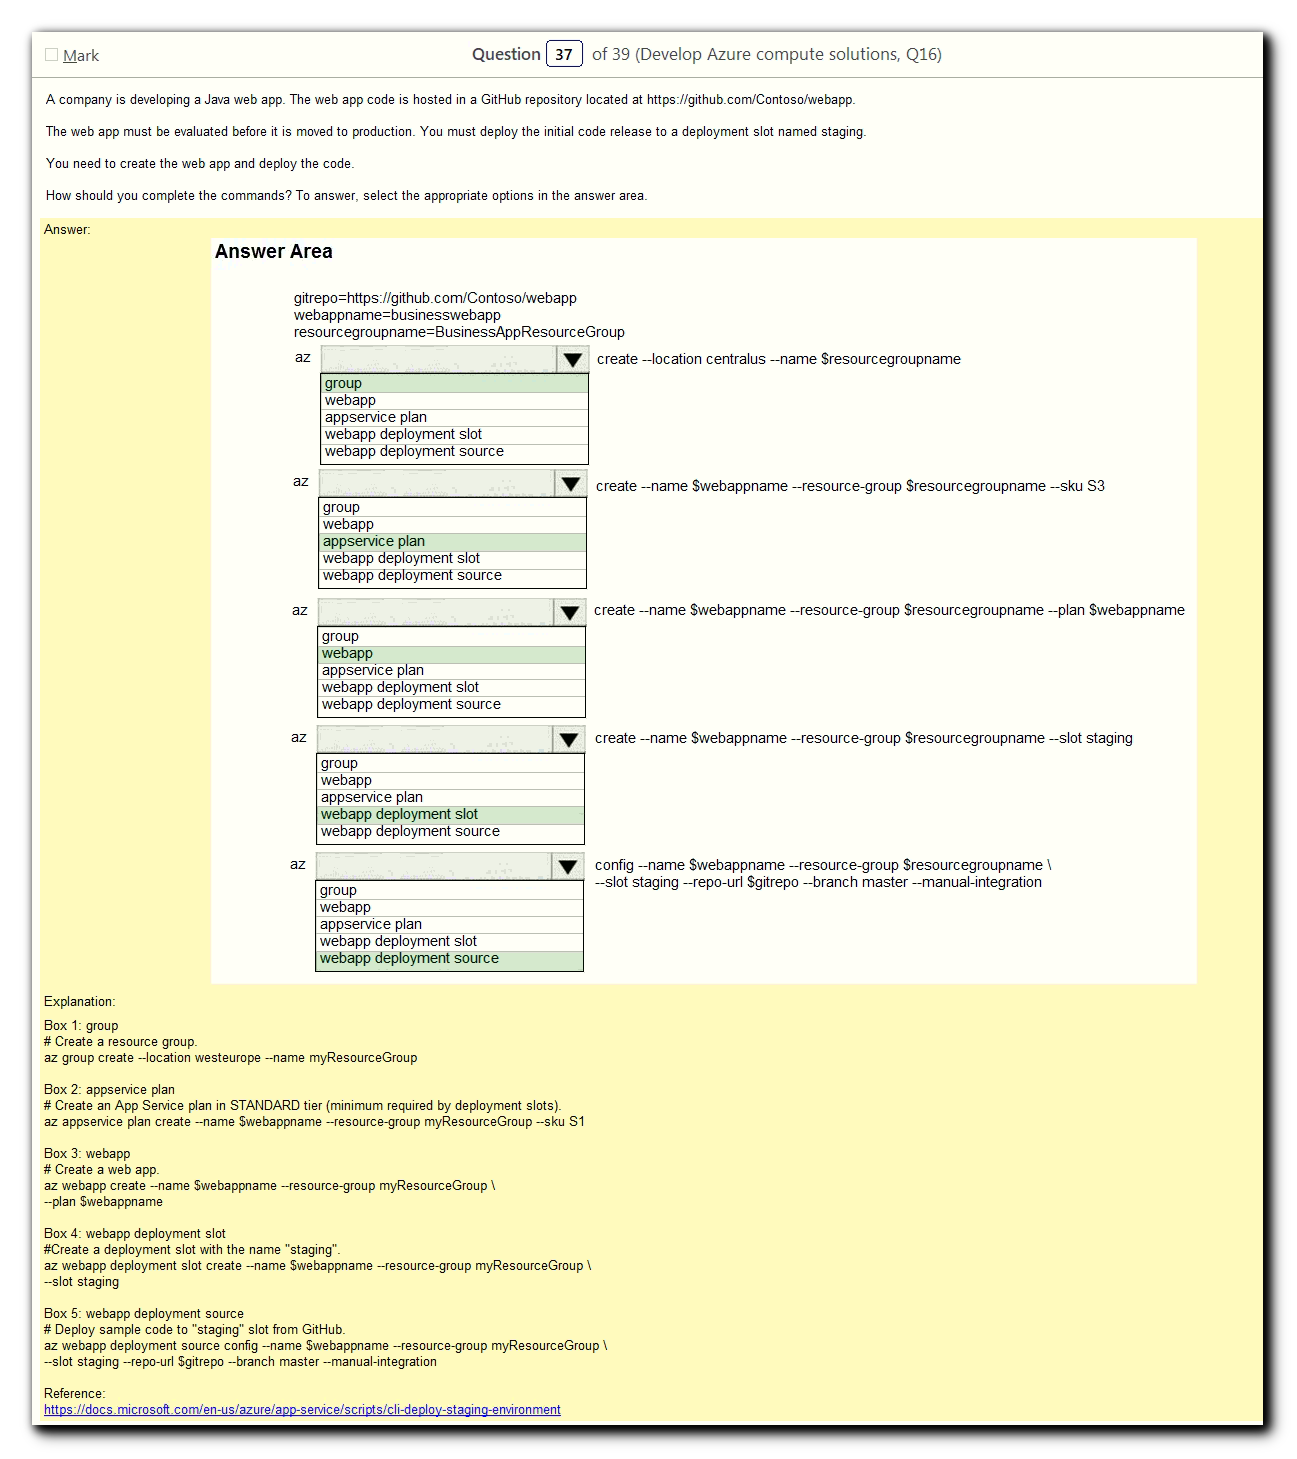 Mark
Question 37 of 39 (Develop Azure compute solutions, Q16)
A company is developing a Java web app. The web app code is hosted in a GitHub repository located at https://github.com/Contoso/webapp.
The web app must be evaluated before it is moved to production. You must deploy the initial code release to a deployment slot named staging.
You need to create the web app and deploy the code.
How should you complete the commands? To answer, select the appropriate options in the answer area.
Answer:
Answer Area
gitrepo=https://github.com/Contoso/webapp
webappname=businesswebapp
resourcegroupname=BusinessAppResourceGroup
az create --location centralus --name $resourcegroupname
group
webapp
appservice plan
webapp deployment slot
webapp deployment source
az create --name $webappname --resource-group $resourcegroupname --sku S3
group
webapp
appservice plan
webapp deployment slot
webapp deployment source
az create --name $webappname --resource-group $resourcegroupname --plan $webappname
group
webapp
appservice plan
webapp deployment slot
webapp deployment source
az create --name $webappname --resource-group $resourcegroupname --slot staging
group
webapp
appservice plan
webapp deployment slot
webapp deployment source
az config --name $webappname --resource-group $resourcegroupname \
--slot staging --repo-url $gitrepo --branch master --manual-integration
group
webapp
appservice plan
webapp deployment slot
webapp deployment source
Explanation:
Box 1: group
# Create a resource group.
az group create --location westeurope --name myResourceGroup
Box 2: appservice plan
# Create an App Service plan in STANDARD tier (minimum required by deployment slots).
az appservice plan create --name $webappname --resource-group myResourceGroup --sku S1
Box 3: webapp
# Create a web app.
az webapp create --name $webappname --resource-group myResourceGroup \
--plan $webappname
Box 4: webapp deployment slot
#Create a deployment slot with the name "staging".
az webapp deployment slot create --name $webappname --resource-group myResourceGroup \
--slot staging
Box 5: webapp deployment source
# Deploy sample code to "staging" slot from GitHub.
az webapp deployment source config --name $webappname --resource-group myResourceGroup \
--slot staging --repo-url $gitrepo --branch master --manual-integration
Reference:
https://docs.microsoft.com/en-us/azure/app-service/scripts/cli-deploy-staging-environment